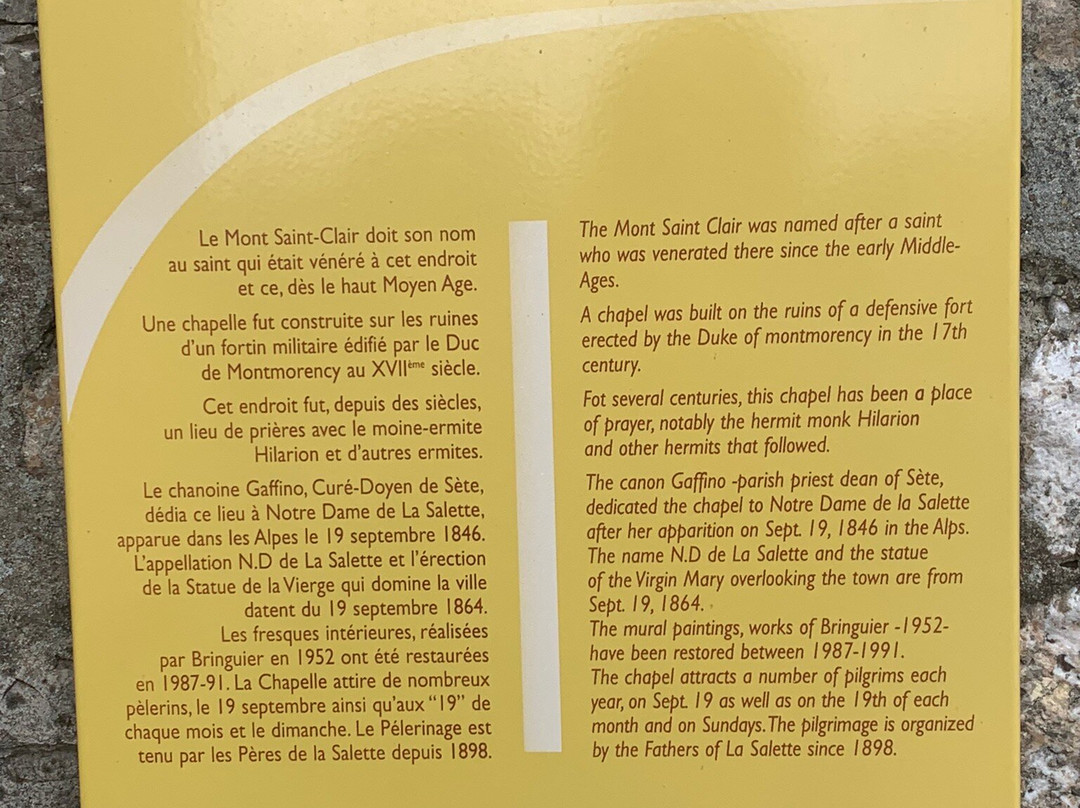 Le Mont Saint-Clair doit son nom
au saint qui était vénéré à cet endroit
et ce, dès le haut Moyen Age.
Une chapelle fut construite sur les ruines
d'un fortin militaire édifié par le Duc
de Montmorency au XVIIème siècle.
Cet endroit fut, depuis des siècles,
un lieu de prières avec le moine-ermite
Hilarion et d'autres ermites.
Le chanoine Gaffino, Curé-Doyen de Sète,
dédia ce lieu à Notre Dame de La Salette,
apparue dans les Alpes le 19 septembre 1846.
L'appellation N.D de La Salette et l'érection
de la Statue de la Vierge qui domine la ville
datent du 19 septembre 1864.
Les fresques intérieures, réalisées
par Bringuier en 1952 ont été restaurées
en 1987-91. La Chapelle attire de nombreux
pèlerins, le 19 septembre ainsi qu'aux "19" de
chaque mois et le dimanche. Le Pélerinage est
tenu par les Pères de la Salette depuis 1898.
The Mont Saint Clair was named after a saint
who was venerated there since the early Middle-
Ages.
A chapel was built on the ruins of a defensive fort
erected by the Duke of montmorency in the 17th
century.
Fot several centuries, this chapel has been a place
of prayer, notably the hermit monk Hilarion
and other hermits that followed.
The canon Gaffino -parish priest dean of Sète,
dedicated the chapel to Notre Dame de la Salette
after her apparition on Sept. 19, 1846 in the Alps.
The name N.D de La Salette and the statue
of the Virgin Mary overlooking the town are from
Sept. 19, 1864.
The mural paintings, works of Bringuier -1952-
have been restored between 1987-1991.
The chapel attracts a number of pilgrims each
year, on Sept. 19 as well as on the 19th of each
month and on Sundays. The pilgrimage is organized
by the Fathers of La Salette since 1898.